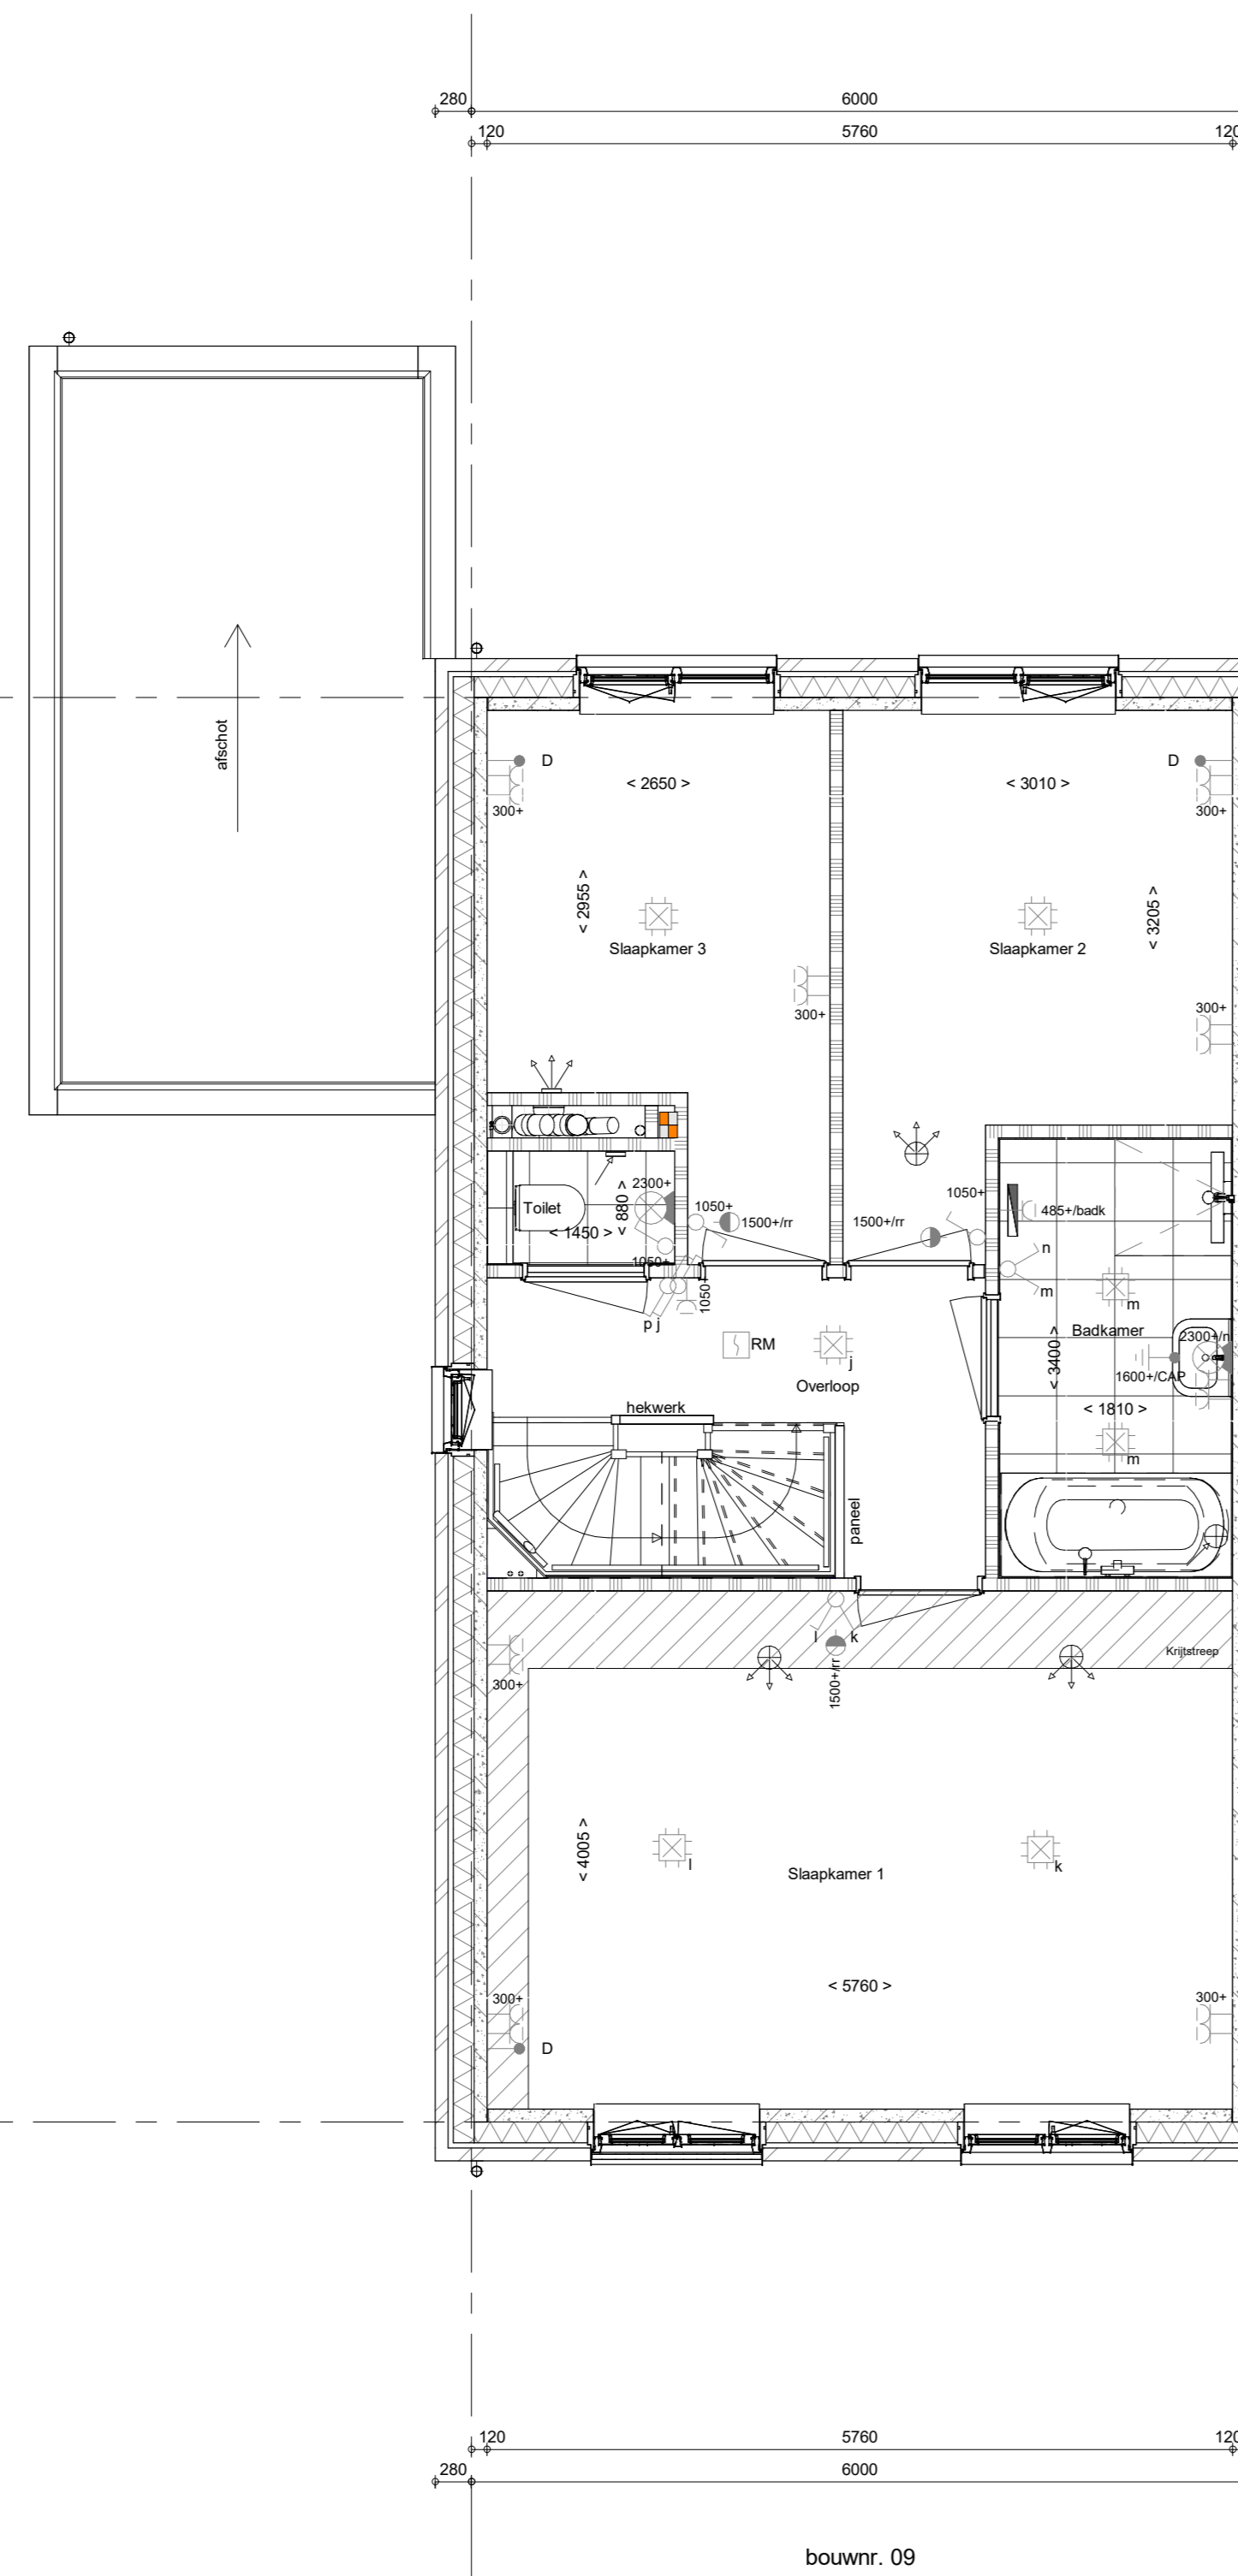 280
6000
120
5760
120
afschot
D
< 2650 >
< 3010 >
D
300+
300+
< 2955 >
< 3205 >
Slaapkamer 3
Slaapkamer 2
300+
300+
Toilet
2300+
< 880 >
< 1450 >
1050+
1500+/rr
1500+/rr
1050+
485+/badk
n
m
1050+
1050+
p j
RM
j
Overloop
m
Badkamer
2300+/n
< 3400 >
1600+/CAP
< 1810 >
m
hekwerk
paneel
l
k
1500+/rr
Krijtstreep
300+
< 4005 >
l
Slaapkamer 1
k
< 5760 >
300+
300+
D
120
5760
120
280
6000
bouwnr. 09